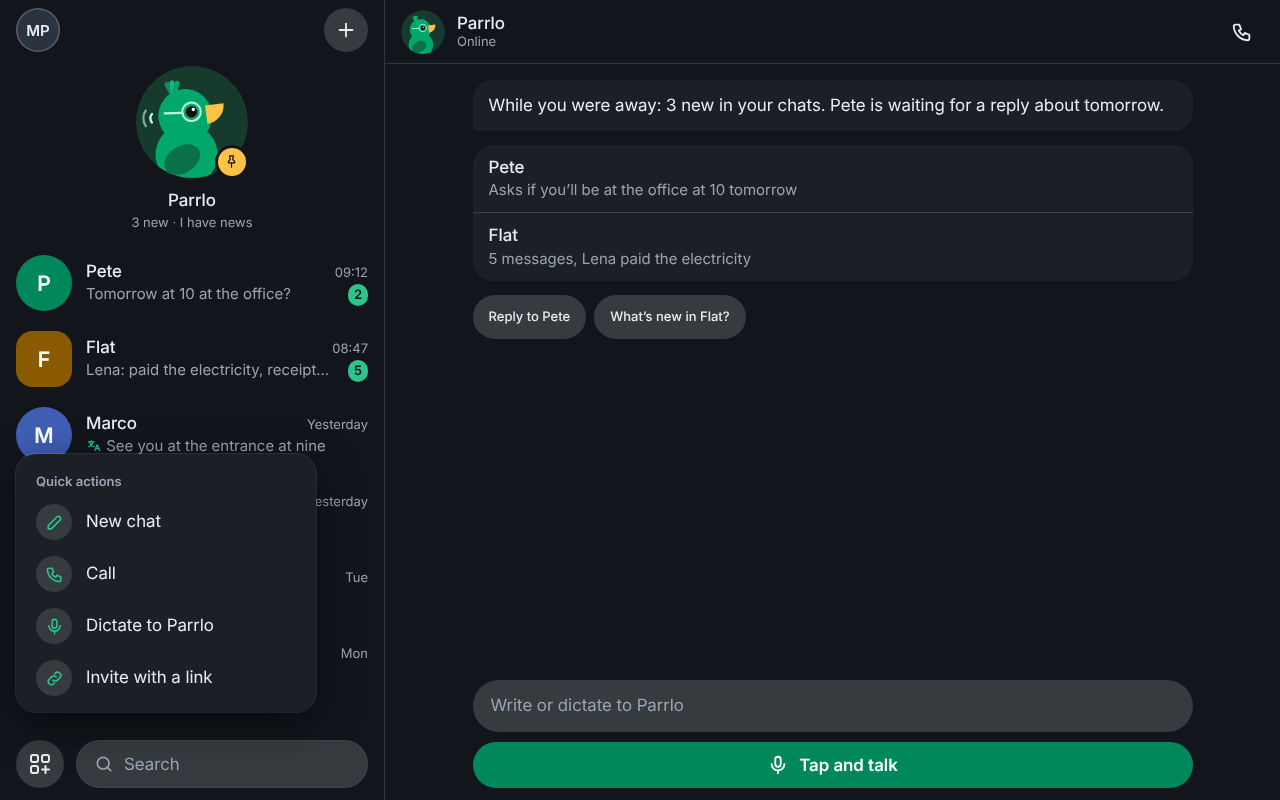 MP
Parrlo
3 new · I have news
Pete
09:12
Tomorrow at 10 at the office?
2
P
Flat
08:47
Lena: paid the electricity, receipt...
5
F
Marco
Yesterday
See you at the entrance at nine
M
esterday
Tue
Mon
Quick actions
New chat
Call
Dictate to Parrlo
Invite with a link
Search
Parrlo
Online
While you were away: 3 new in your chats. Pete is waiting for a reply about tomorrow.
Pete
Asks if you’ll be at the office at 10 tomorrow
Flat
5 messages, Lena paid the electricity
Reply to Pete
What’s new in Flat?
Write or dictate to Parrlo
Tap and talk